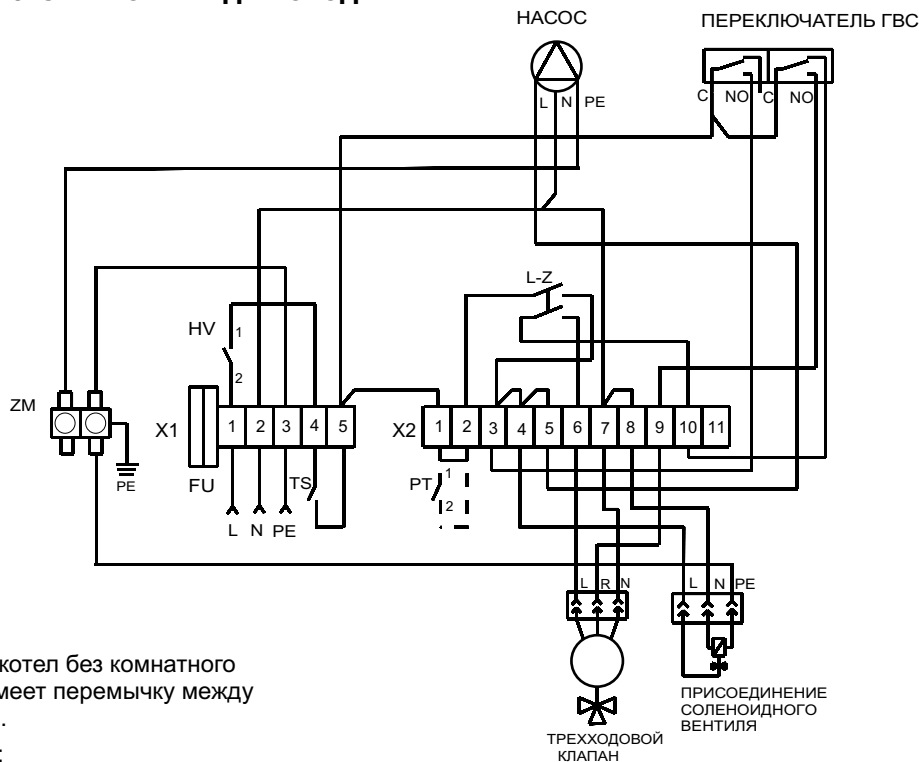 НАСОС
ПЕРЕКЛЮЧАТЕЛЬ ГВС
L N PE
C NO C NO
L-Z
HV
1
2
ZM
X1
1 2 3 4 5
X2
1 2 3 4 5 6 7 8 9 10 11
PE
FU
TS
PT
1
2
L N PE
L R N
L N PE
котел без комнатного
меет перемычку между
.
:
ТРЕХХОДОВОЙ
КЛАПАН
ПРИСОЕДИНЕНИЕ
СОЛЕНОИДНОГО
ВЕНТИЛЯ